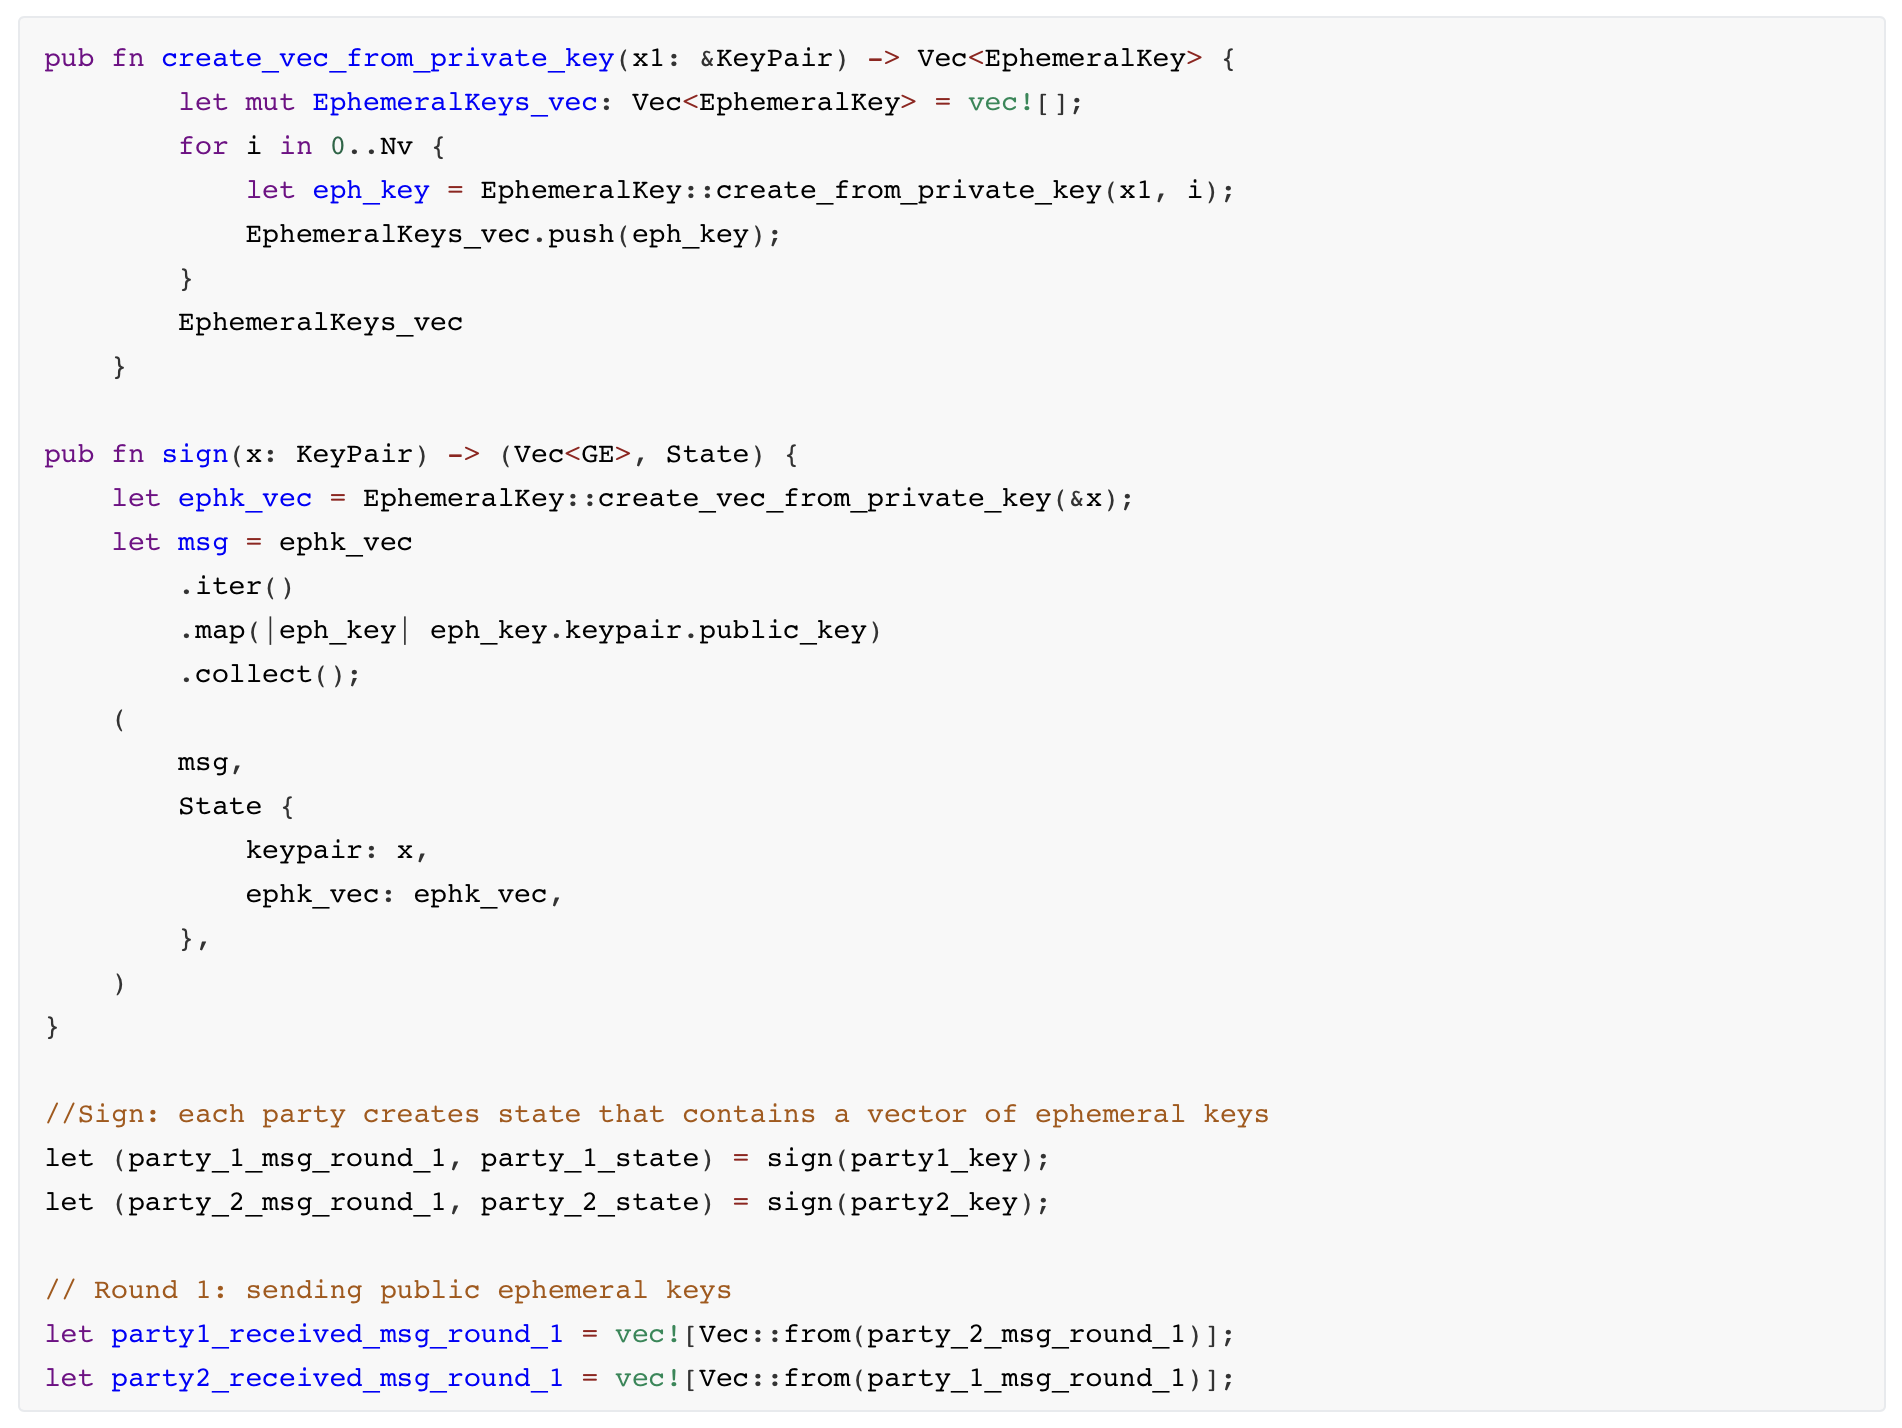 pub fn create_vec_from_private_key(x1: &KeyPair) -> Vec<EphemeralKey> {
        let mut EphemeralKeys_vec: Vec<EphemeralKey> = vec![];
        for i in 0..Nv {
            let eph_key = EphemeralKey::create_from_private_key(x1, i);
            EphemeralKeys_vec.push(eph_key);
        }
        EphemeralKeys_vec
    }

pub fn sign(x: KeyPair) -> (Vec<GE>, State) {
    let ephk_vec = EphemeralKey::create_vec_from_private_key(&x);
    let msg = ephk_vec
        .iter()
        .map(|eph_key| eph_key.keypair.public_key)
        .collect();
    (
        msg,
        State {
            keypair: x,
            ephk_vec: ephk_vec,
        },
    )
}

//Sign: each party creates state that contains a vector of ephemeral keys
let (party_1_msg_round_1, party_1_state) = sign(party1_key);
let (party_2_msg_round_1, party_2_state) = sign(party2_key);

// Round 1: sending public ephemeral keys
let party1_received_msg_round_1 = vec![Vec::from(party_2_msg_round_1)];
let party2_received_msg_round_1 = vec![Vec::from(party_1_msg_round_1)];